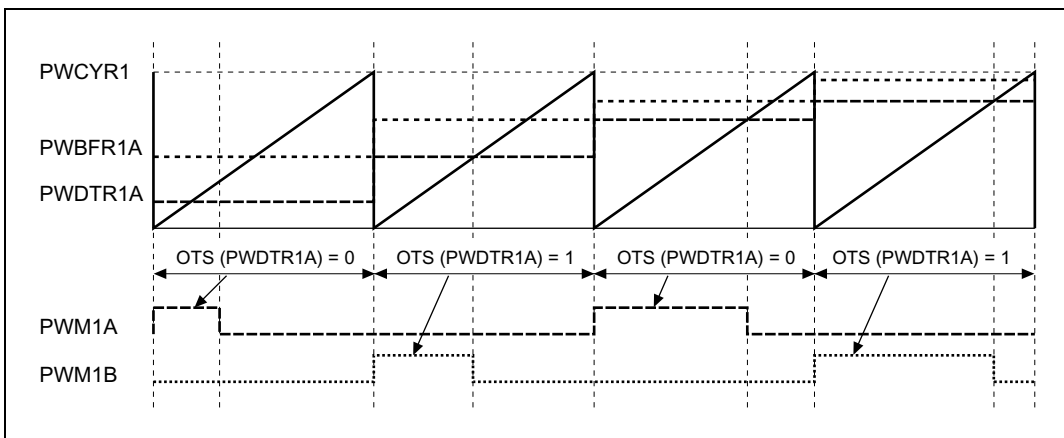 PWCYR1
PWBFR1A
PWDTR1A
OTS (PWDTR1A) = 0 OTS (PWDTR1A) = 1 OTS (PWDTR1A) = 0 OTS (PWDTR1A) = 1
PWM1A
PWM1B